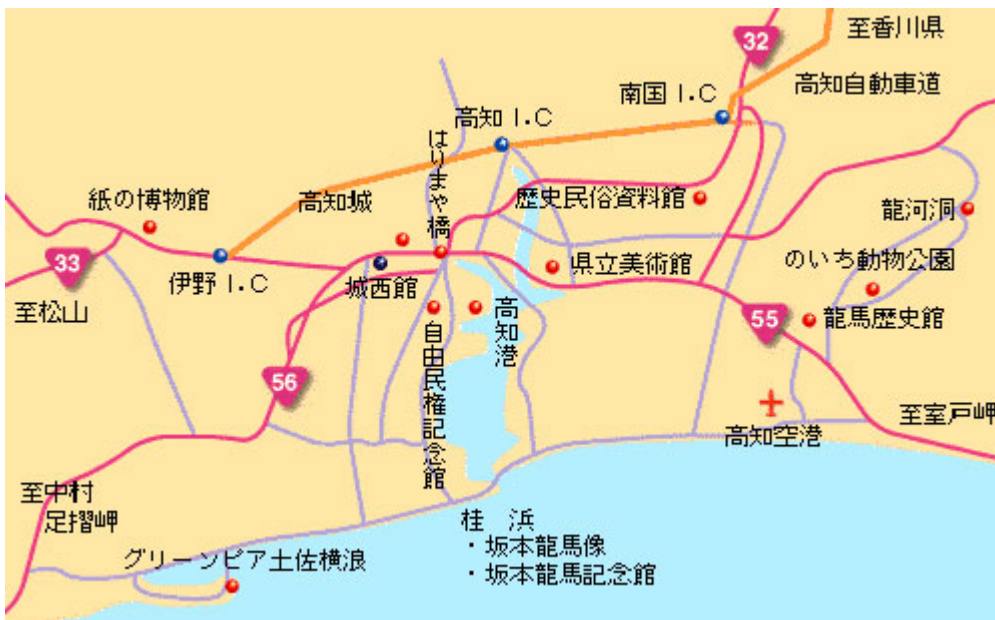 至香川県
32
高知自動車道
南国 I.C
高知 I.C
はりまや橋
紙の博物館
高知城
歴史民俗資料館
龍河洞
33
伊野 I.C
城西館
県立美術館
のいち動物公園
至松山
高知港
55
龍馬歴史館
自由民権記念館
56
高知空港
至室戸岬
至中村
足摺岬
桂 浜
・坂本龍馬像
・坂本龍馬記念館
グリーンピア土佐横浪